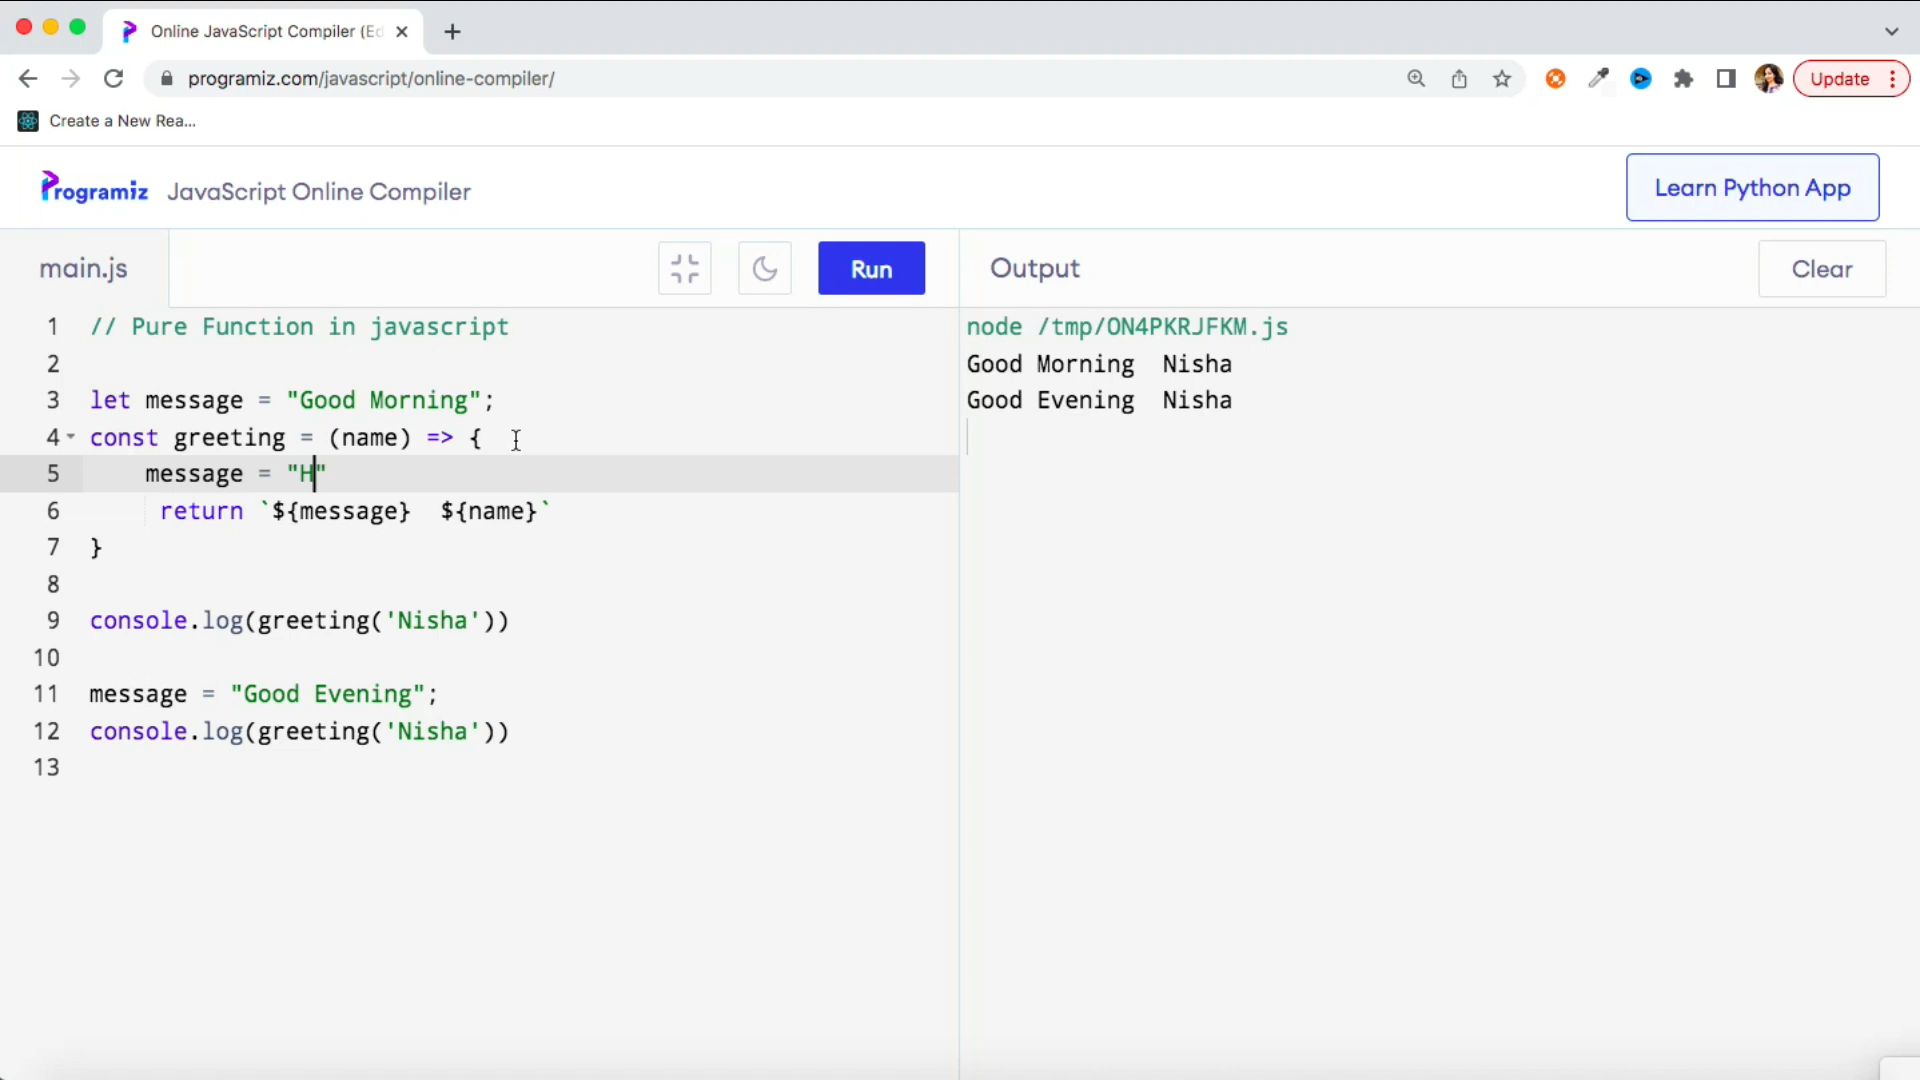 Online JavaScript Compiler (Ed
programiz.com/javascript/online-compiler/
Update
Create a New Rea...
Programiz JavaScript Online Compiler
Learn Python App
main.js
Run
Output
Clear
1 // Pure Function in javascript
2
3 let message = "Good Morning";
4 const greeting = (name) => {
5 message = "H"
6 return `${message}  ${name}`
7 }
8
9 console.log(greeting('Nisha'))
10
11 message = "Good Evening";
12 console.log(greeting('Nisha'))
13
node /tmp/ON4PKRJFKM.js
Good Morning  Nisha
Good Evening  Nisha